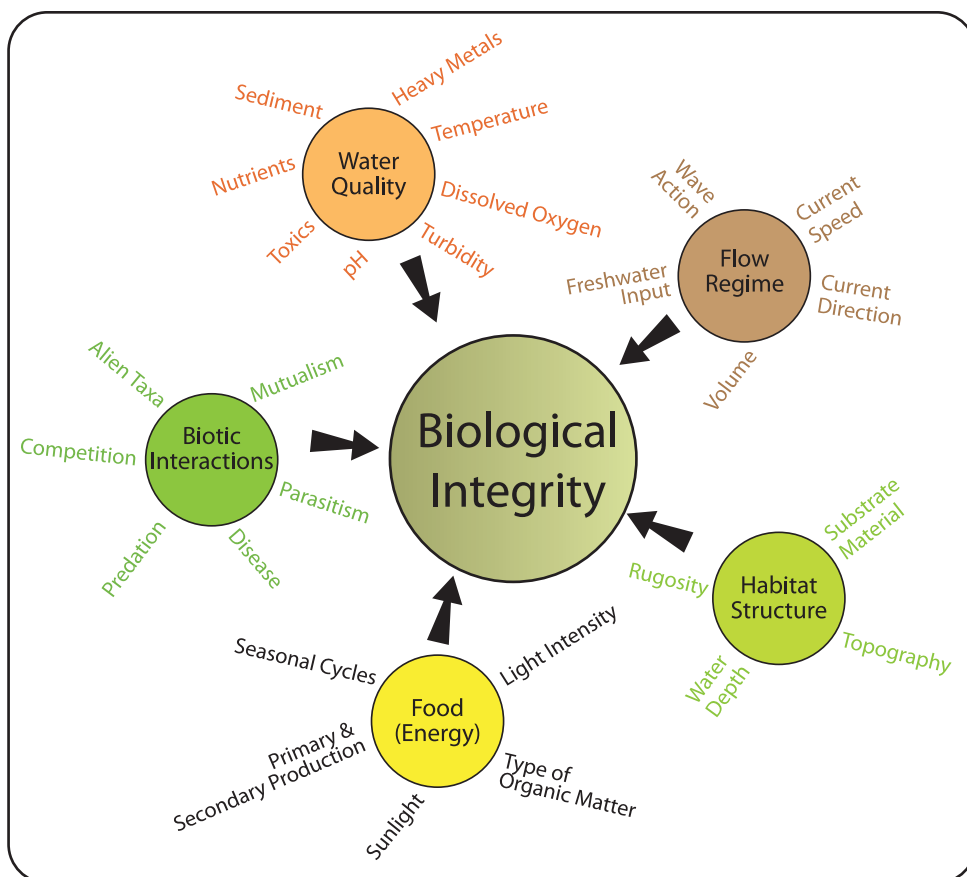 Heavy Metals
Sediment
Temperature
Water
Quality
Nutrients
Dissolved Oxygen
Toxics
pH
Turbidity
Wave
Action
Current
Speed
Flow
Regime
Freshwater
Input
Current
Direction
Volume
Alien Taxa
Mutualism
Biotic
Interactions
Competition
Parasitism
Predation
Disease
Biological
Integrity
Substrate
Material
Rugosity
Habitat
Structure
Topography
Water
Depth
Seasonal Cycles
Light Intensity
Food
(Energy)
Primary &
Secondary Production
Type of
Organic Matter
Sunlight